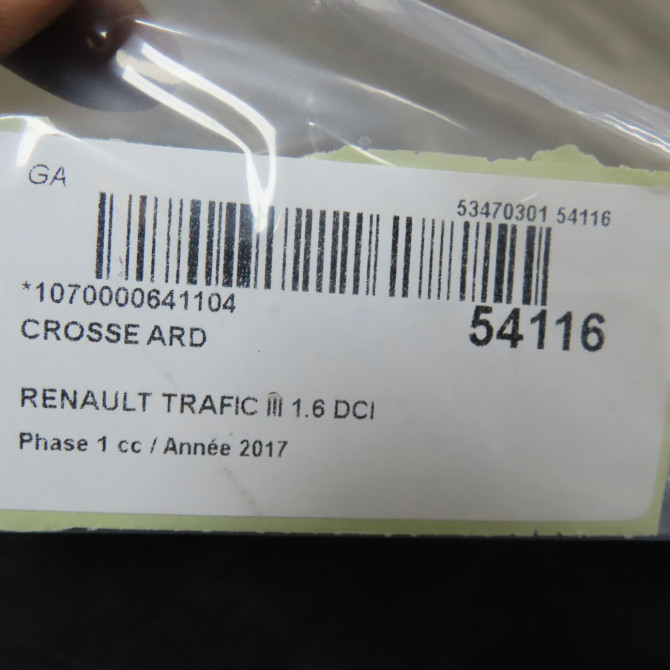 GA
53470301 54116
*1070000641104
54116
CROSSE ARD
RENAULT TRAFIC III 1.6 DCI
Phase 1 cc / Année 2017